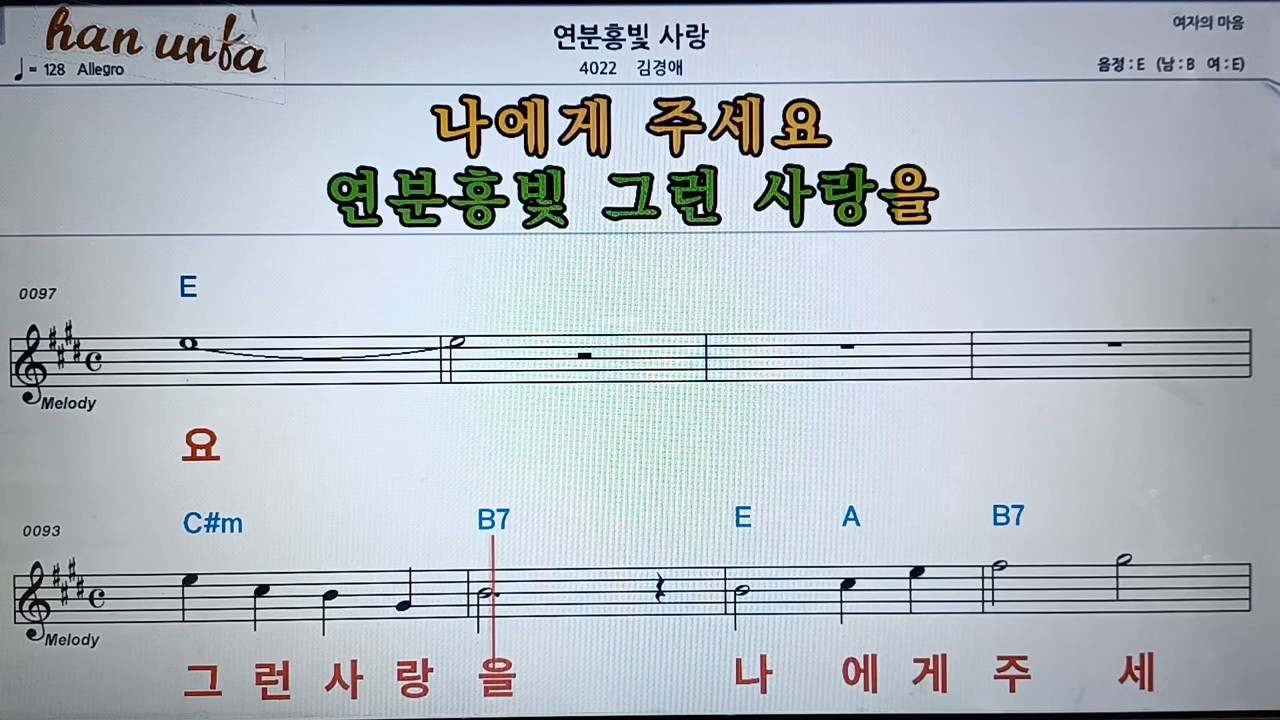 han unfa
연분홍빛 사랑
여자의 마음
♩= 128 Allegro
4022 김경애
음정 : E (남 : B 여 : E)
나에게 주세요
연분홍빛 그런 사랑을
0097
E
Melody
요
0093
C#m B7 E A B7
Melody
그 런 사 랑 을 나 에 게 주 세